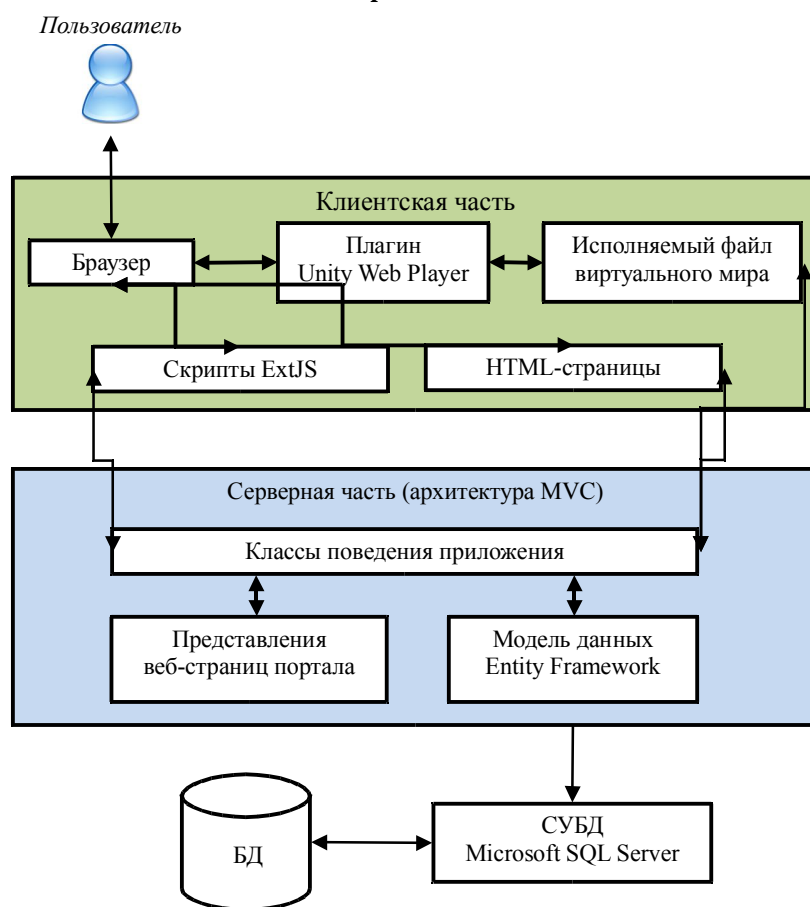 Пользователь
Клиентская часть
Браузер
Плагин
Unity Web Player
Исполняемый файл
виртуального мира
Скрипты ExtJS
HTML-страницы
Серверная часть (архитектура MVC)
Классы поведения приложения
Представления
веб-страниц портала
Модель данных
Entity Framework
БД
СУБД
Microsoft SQL Server